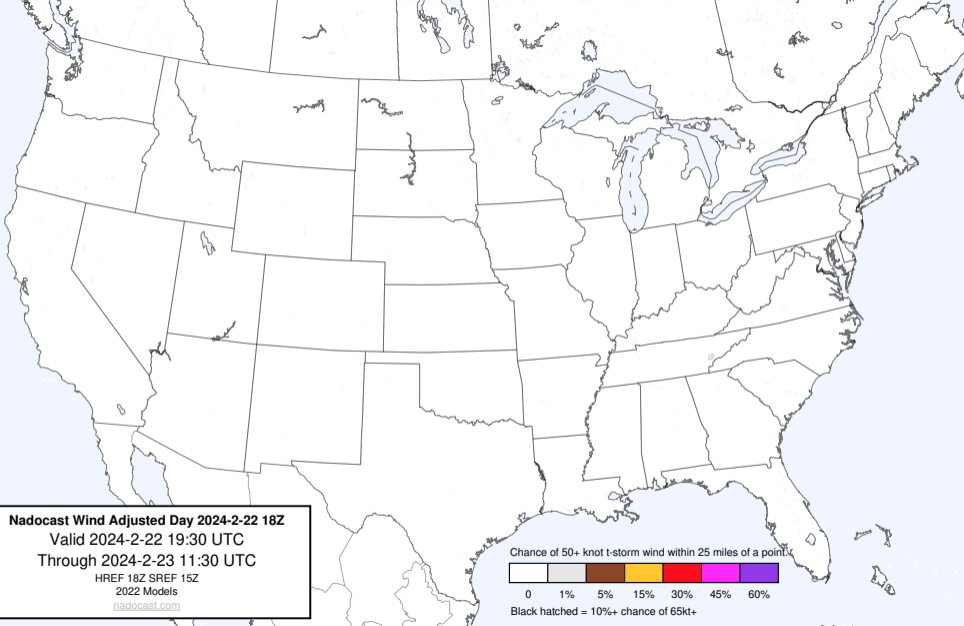 Nadocast Wind Adjusted Day 2024-2-22 18Z
Valid 2024-2-22 19:30 UTC
Through 2024-2-23 11:30 UTC
HREF 18Z SREF 15Z
2022 Models
nadocast.com
Chance of 50+ knot t-storm wind within 25 miles of a point.
0 1% 5% 15% 30% 45% 60%
Black hatched = 10%+ chance of 65kt+